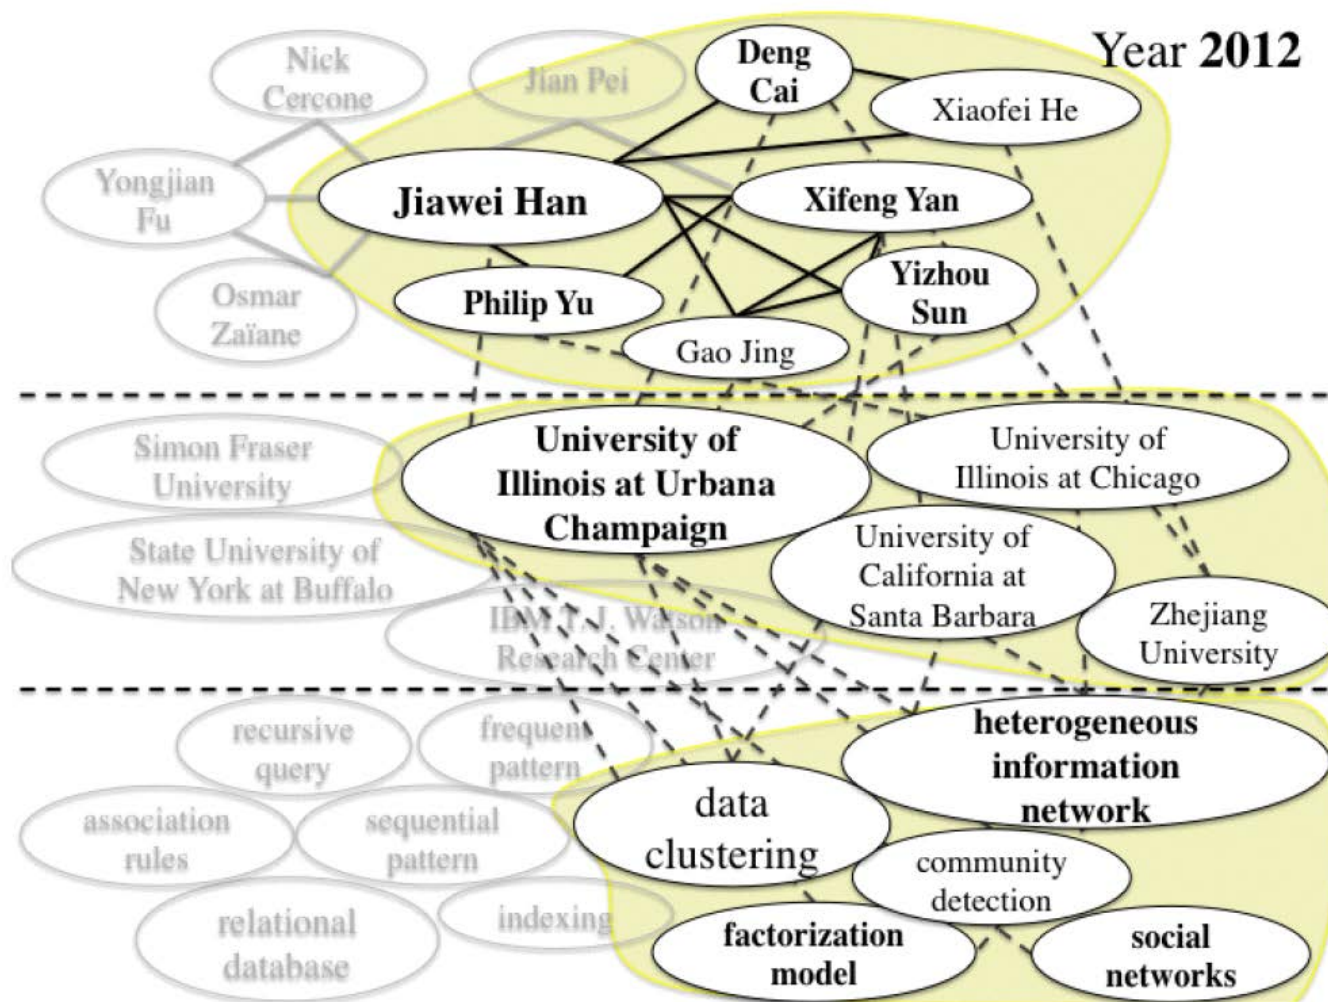 Year 2012
Nick
Cercone
Jian Pei
Deng
Cai
Xiaofei He
Yongjian
Fu
Jiawei Han
Xifeng Yan
Osmar
Zaïane
Philip Yu
Yizhou
Sun
Gao Jing
Simon Fraser
University
University of
Illinois at Urbana
Champaign
University of
Illinois at Chicago
State University of
New York at Buffalo
University of
California at
Santa Barbara
IBM T. J. Watson
Research Center
Zhejiang
University
recursive
query
frequent
pattern
heterogeneous
information
network
association
rules
sequential
pattern
data
clustering
community
detection
relational
database
indexing
factorization
model
social
networks